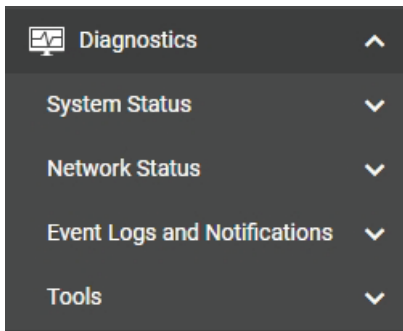 Diagnostics
System Status
Network Status
Event Logs and Notifications
Tools